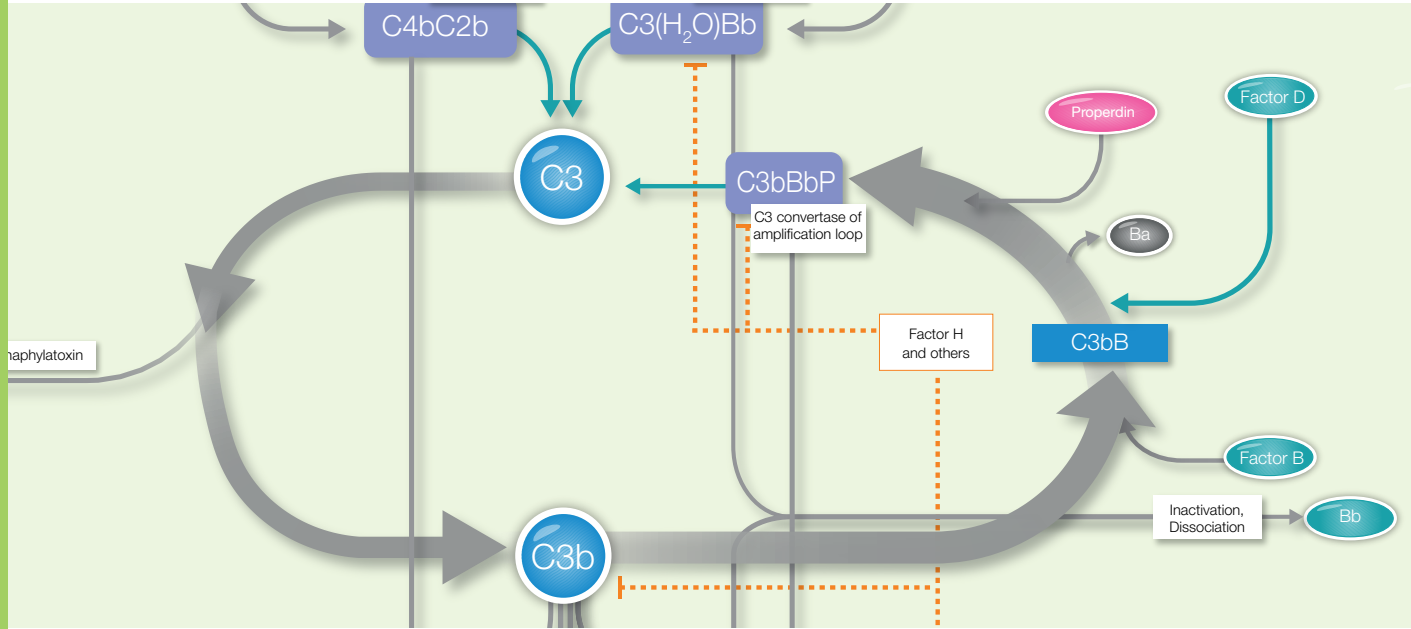 C4bC2b
C3(H₂O)Bb
Factor D
Properdin
C3
C3bBbP
C3 convertase of
amplification loop
Ba
Factor H
and others
C3bB
naphylatoxin
Factor B
Inactivation,
Dissociation
Bb
C3b